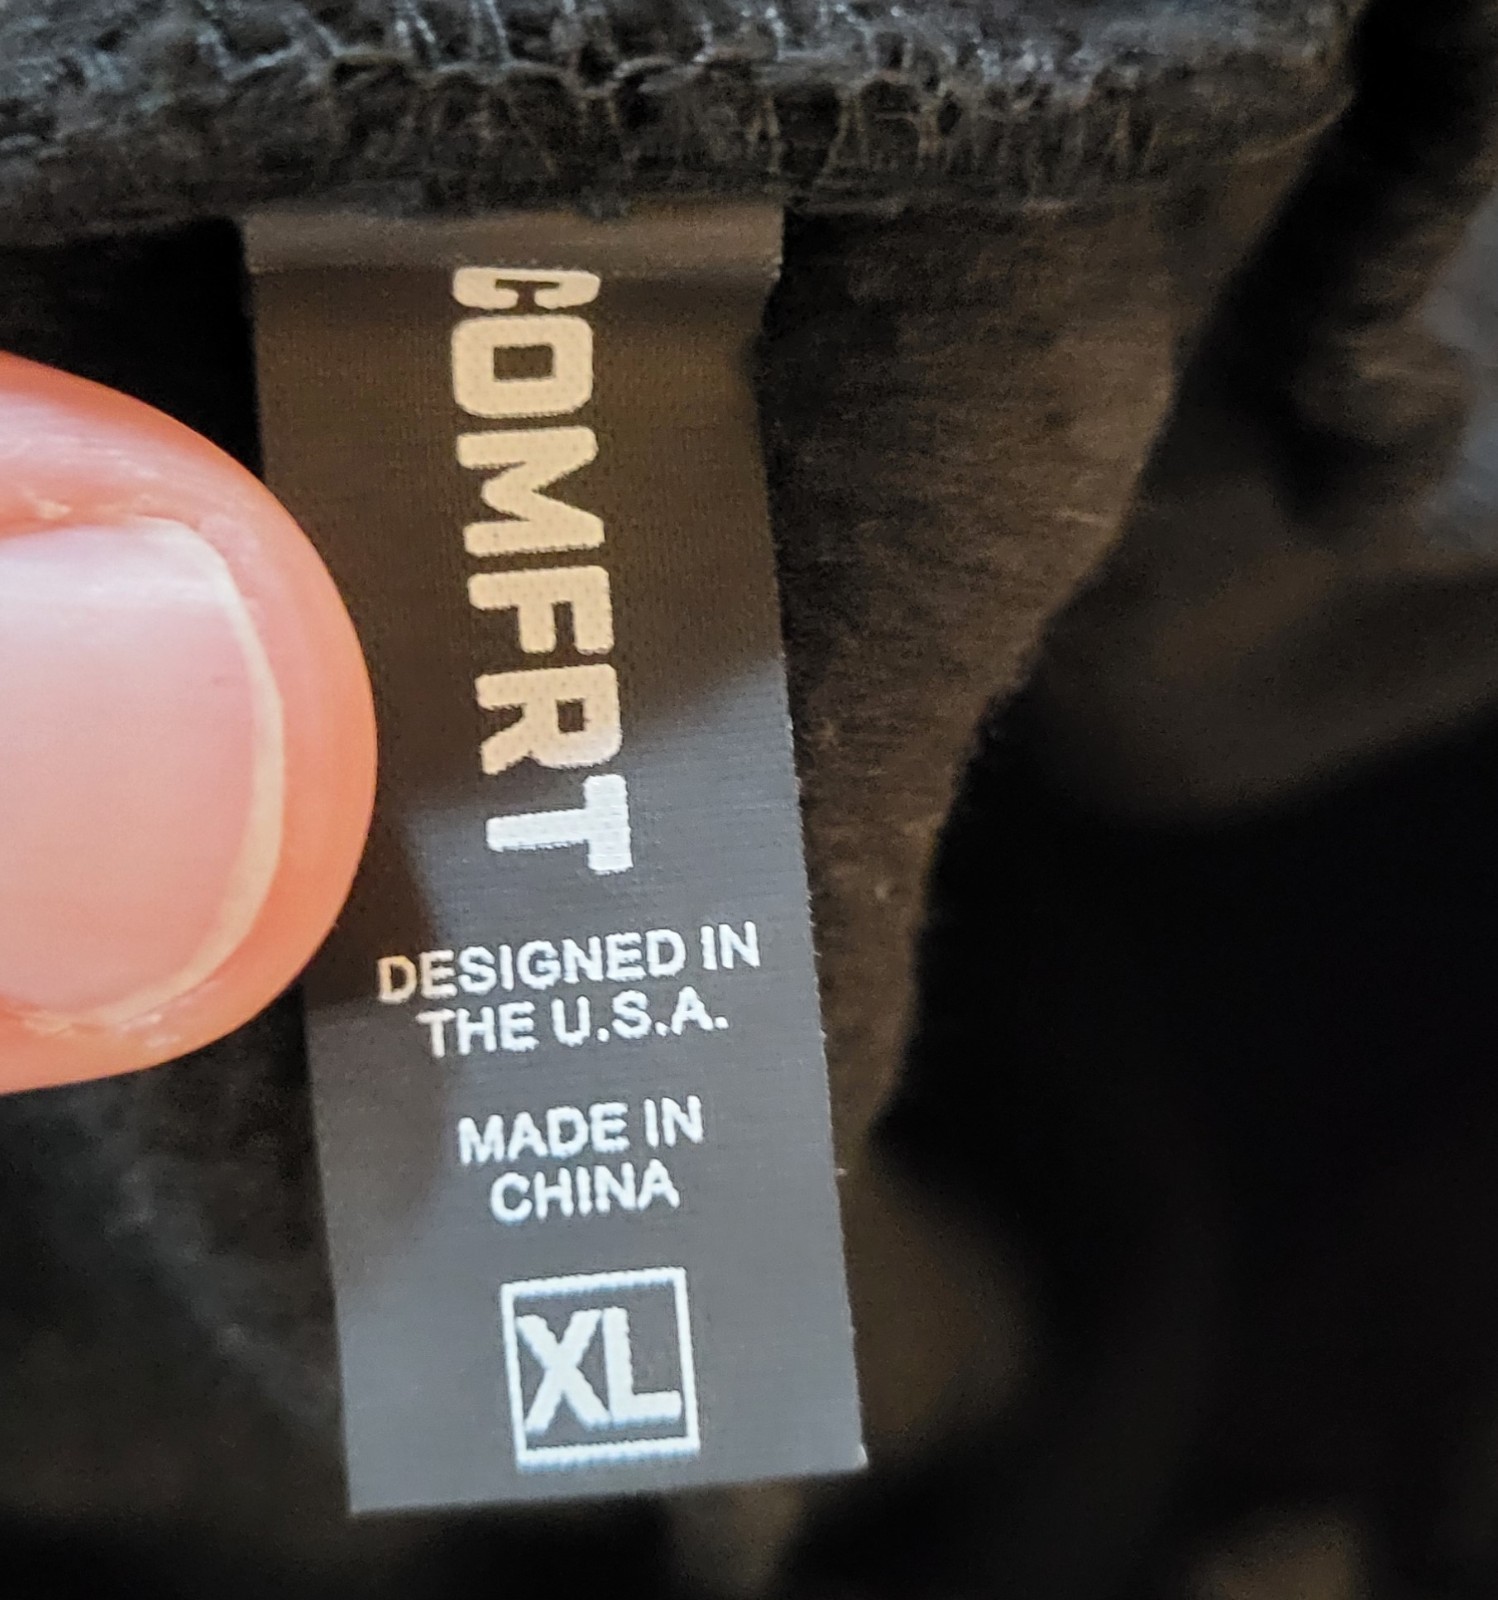 COMFRT
DESIGNED IN
THE U.S.A.
MADE IN
CHINA
XL